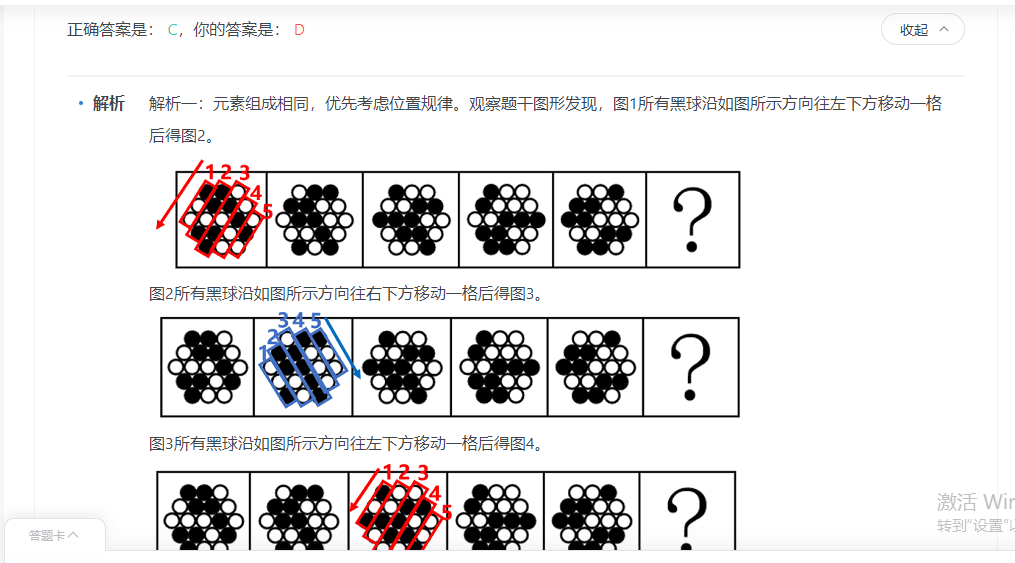 正确答案是： C，你的答案是： D
收起
• 解析 解析一：元素组成相同，优先考虑位置规律。观察题干图形发现，图1所有黑球沿如图所示方向往左下方移动一格
后得图2。
1 2 3
4
5
?
图2所有黑球沿如图所示方向往右下方移动一格后得图3。
3 4 5
2
1
?
图3所有黑球沿如图所示方向往左下方移动一格后得图4。
1 2 3
4
5
?
激活 Win
转到"设置"以
答题卡